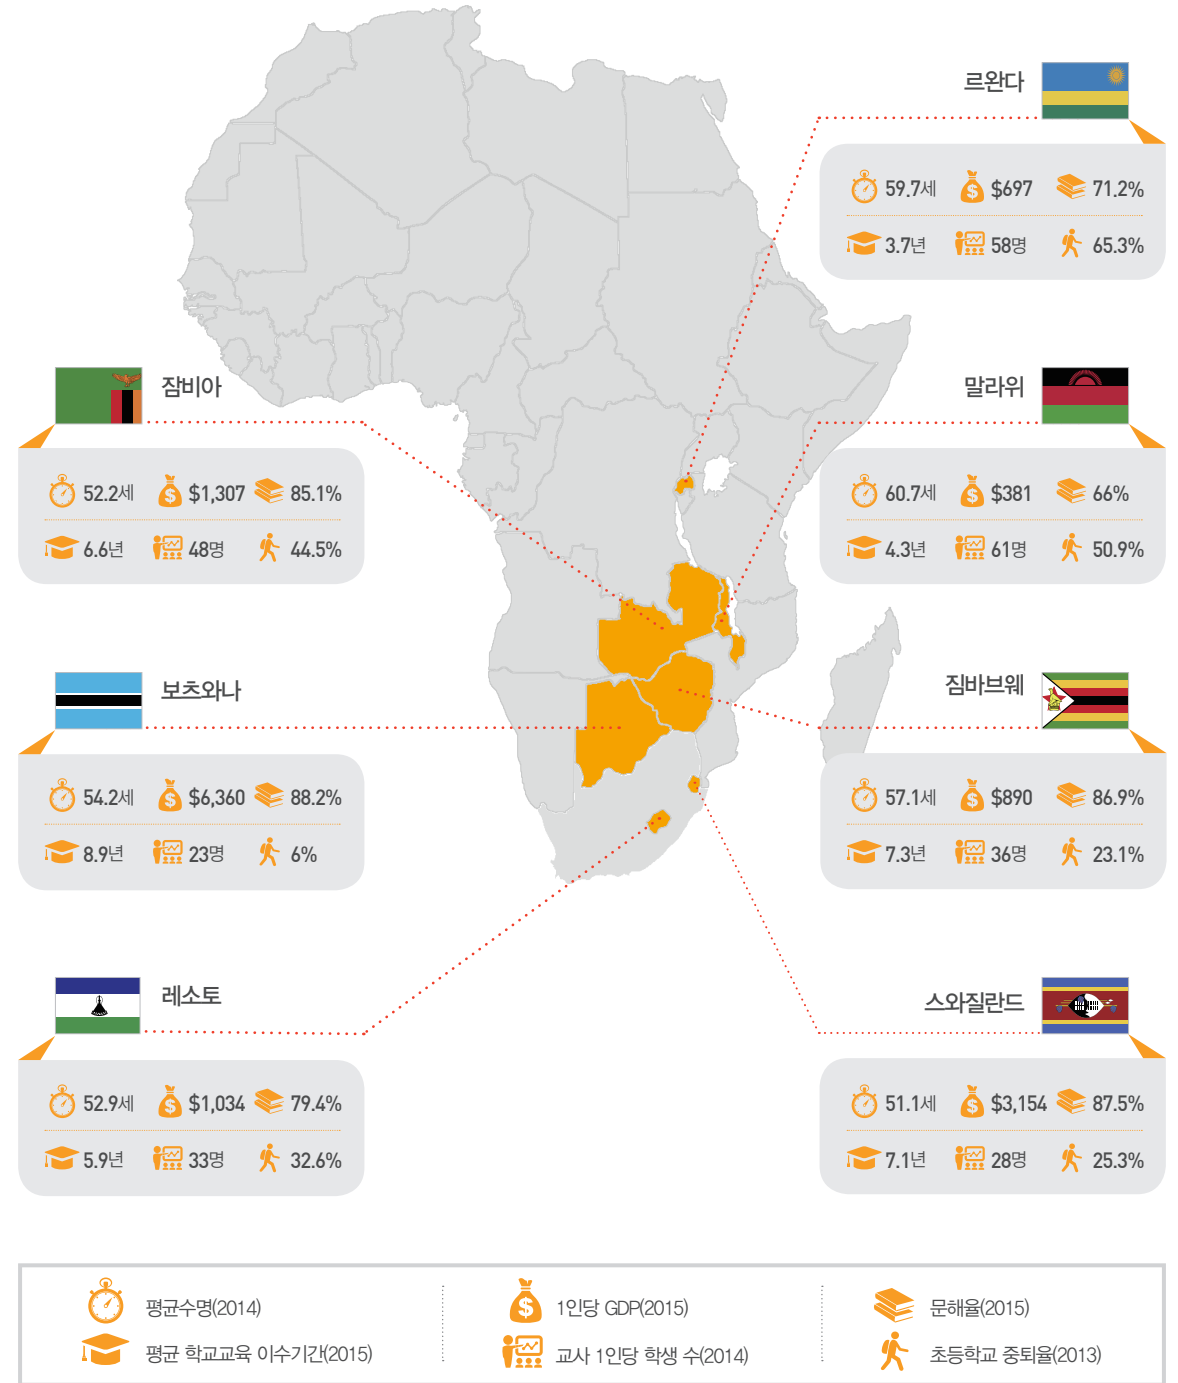 르완다
59.7세 $697 71.2%
3.7년 58명 65.3%
잠비아
52.2세 $1,307 85.1%
6.6년 48명 44.5%
말라위
60.7세 $381 66%
4.3년 61명 50.9%
보츠와나
54.2세 $6,360 88.2%
8.9년 23명 6%
짐바브웨
57.1세 $890 86.9%
7.3년 36명 23.1%
레소토
52.9세 $1,034 79.4%
5.9년 33명 32.6%
스와질란드
51.1세 $3,154 87.5%
7.1년 28명 25.3%
평균수명(2014) 1인당 GDP(2015) 문해율(2015)
평균 학교교육 이수기간(2015) 교사 1인당 학생 수(2014) 초등학교 중퇴율(2013)